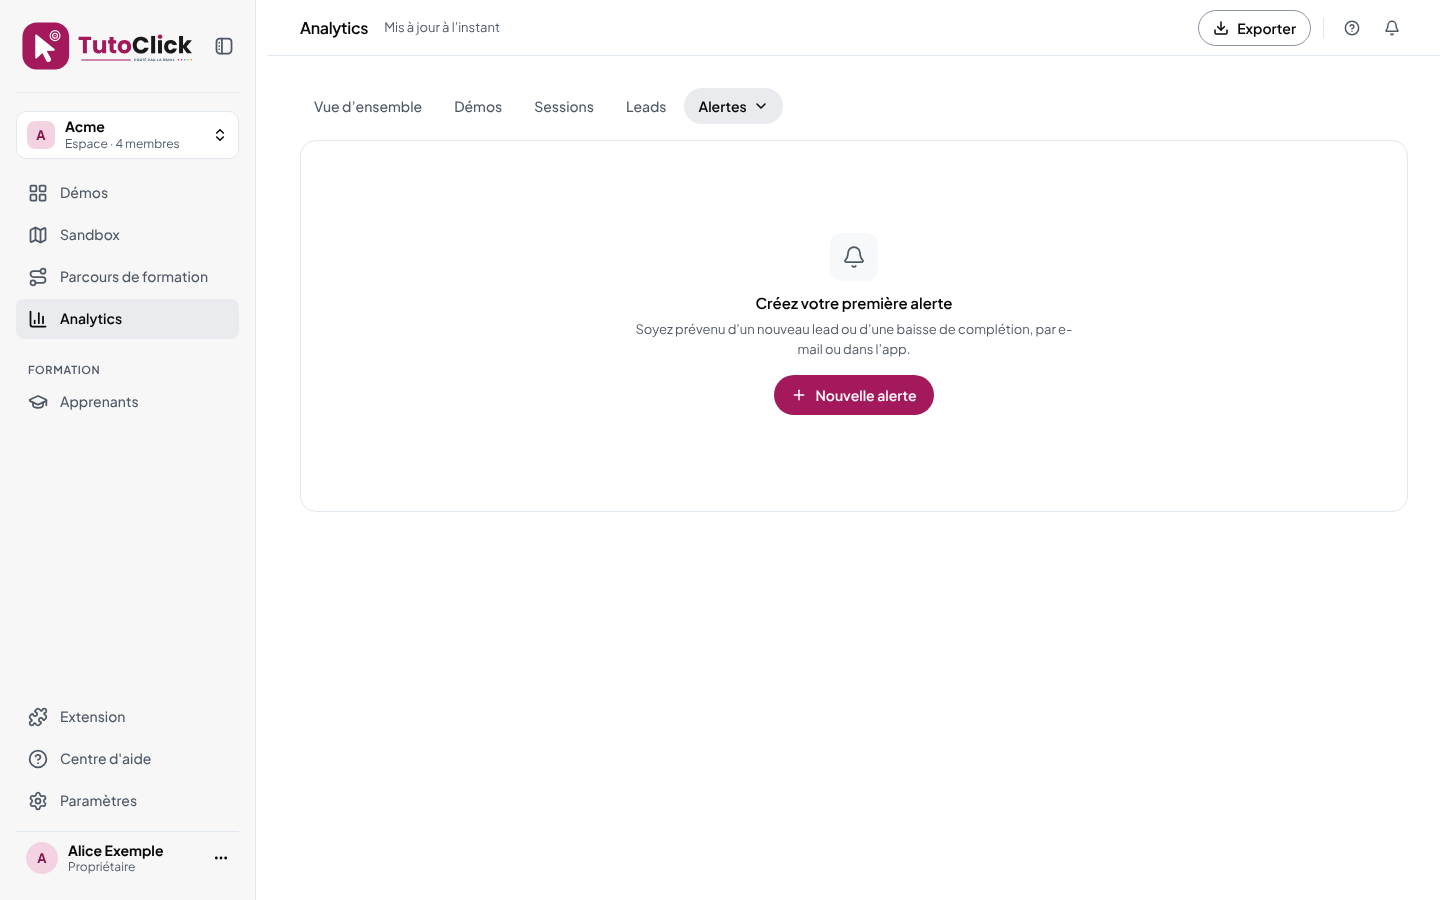 TutoClick
Acme
Espace · 4 membres
Démos
Sandbox
Parcours de formation
Analytics
FORMATION
Apprenants
Extension
Centre d'aide
Paramètres
Alice Exemple
Propriétaire
Analytics Mis à jour à l'instant
Exporter
Vue d'ensemble Démos Sessions Leads Alertes
Créez votre première alerte
Soyez prévenu d'un nouveau lead ou d'une baisse de complétion, par e-
mail ou dans l'app.
Nouvelle alerte
A
A